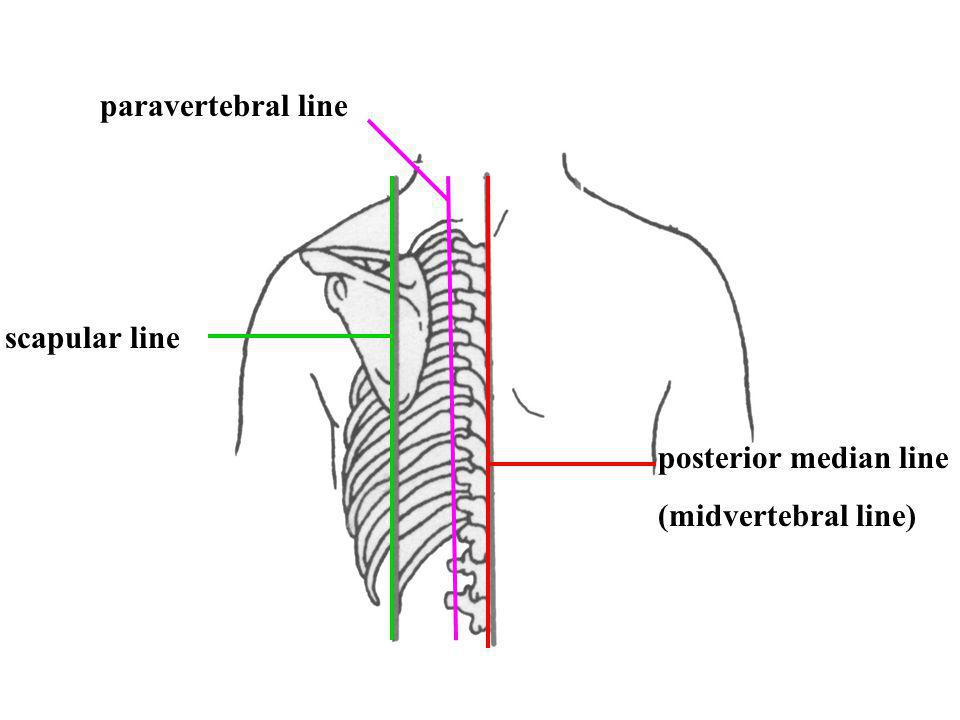 paravertebral line
scapular line
posterior median line
(midvertebral line)